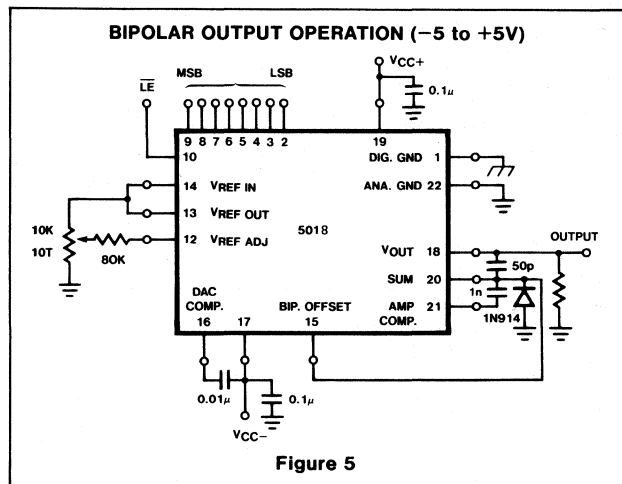 BIPOLAR OUTPUT OPERATION (−5 to +5V)
VCC+
LE MSB LSB
0.1μ
9 8 7 6 5 4 3 2 19
10 DIG. GND 1
14 VREF IN ANA. GND 22
13 VREF OUT
10K
10T 12 VREF ADJ 5018
80K
VOUT 18 OUTPUT
50p
SUM 20
1n
DAC
COMP. BIP. OFFSET AMP 21
COMP. 1N914
16 17 15
0.01μ 0.1μ
VCC−
Figure 5